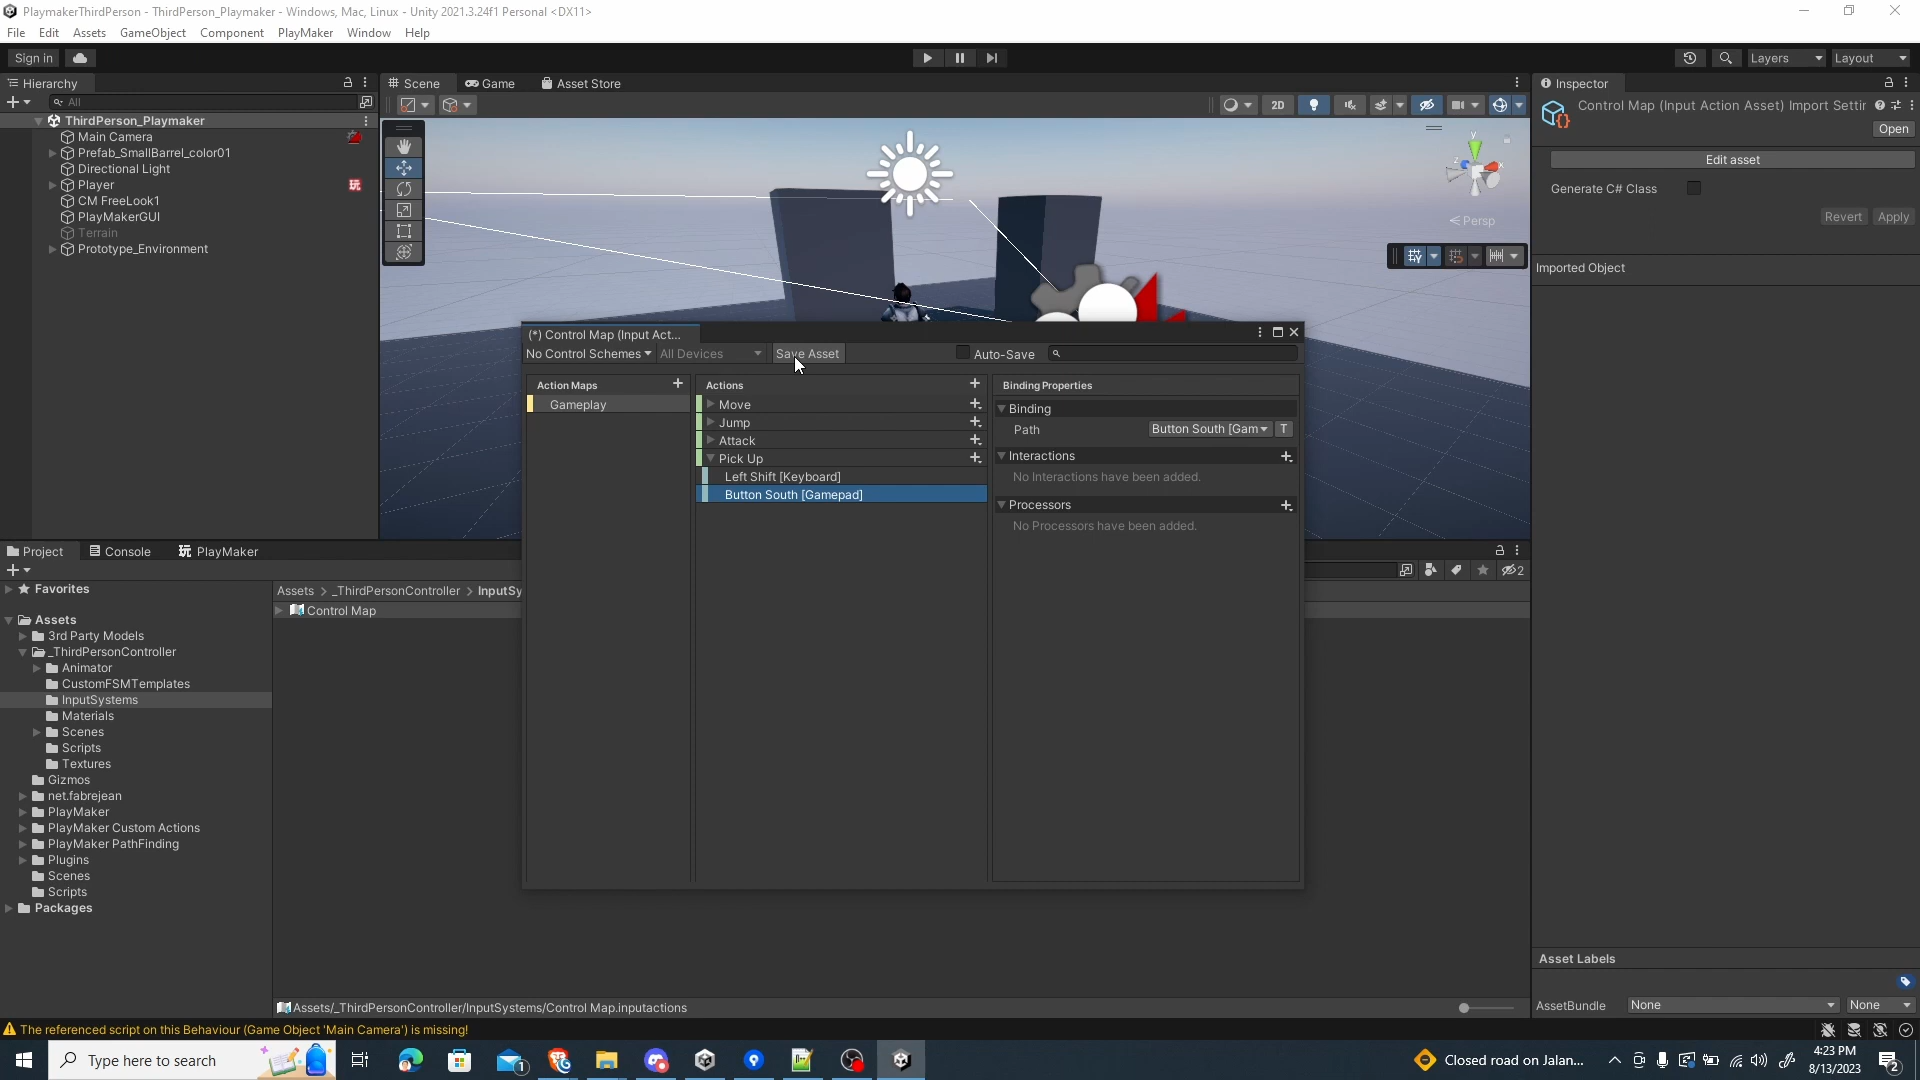 PlaymakerThirdPerson - ThirdPerson_Playmaker - Windows, Mac, Linux - Unity 2021.3.24f1 Personal <DX11>
File Edit Assets GameObject Component PlayMaker Window Help
Sign in
Layers Layout
Hierarchy
All
ThirdPerson_Playmaker
Main Camera
Prefab_SmallBarrel_color01
Directional Light
Player
CM FreeLook1
PlayMakerGUI
Terrain
Prototype_Environment
Scene Game Asset Store
2D
y
x
z
Persp
Inspector
Control Map (Input Action Asset) Import Settir
Open
Edit asset
Generate C# Class
Revert Apply
Imported Object
(*) Control Map (Input Act...
No Control Schemes All Devices Save Asset Auto-Save
Action Maps
Gameplay
Actions
Move
Jump
Attack
Pick Up
Left Shift [Keyboard]
Button South [Gamepad]
Binding Properties
Binding
Path Button South [Gam T
Interactions
No Interactions have been added.
Processors
No Processors have been added.
Project Console PlayMaker
2
Favorites
Assets
3rd Party Models
_ThirdPersonController
Animator
CustomFSMTemplates
InputSystems
Materials
Scenes
Scripts
Textures
Gizmos
net.fabrejean
PlayMaker
PlayMaker Custom Actions
PlayMaker PathFinding
Plugins
Scenes
Scripts
Packages
Assets > _ThirdPersonController > InputSy
Control Map
Assets/_ThirdPersonController/InputSystems/Control Map.inputactions
Asset Labels
AssetBundle None None
The referenced script on this Behaviour (Game Object 'Main Camera') is missing!
Type here to search
1
Closed road on Jalan...
4:23 PM
8/13/2023
2